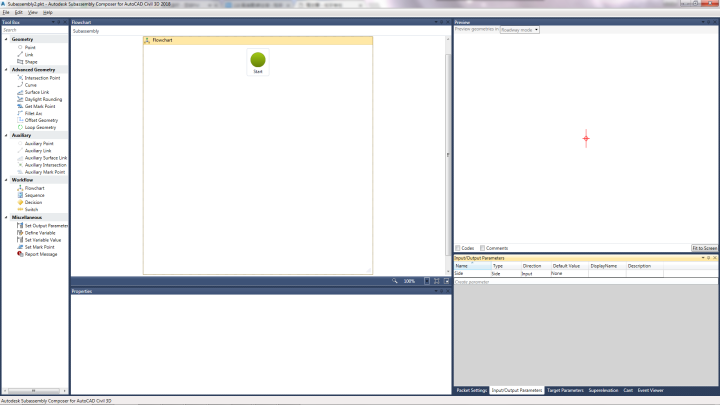 Subassembly2.pkt - Autodesk Subassembly Composer for AutoCAD Civil 3D 2018
File Edit View Help
Tool Box
Search
Geometry
Point
Link
Shape
Advanced Geometry
Intersection Point
Curve
Surface Link
Daylight Rounding
Get Mark Point
Fillet Arc
Offset Geometry
Loop Geometry
Auxiliary
Auxiliary Point
Auxiliary Link
Auxiliary Surface Link
Auxiliary Intersection
Auxiliary Mark Point
Workflow
Flowchart
Sequence
Decision
Switch
Miscellaneous
Set Output Parameter
Define Variable
Set Variable Value
Set Mark Point
Report Message
Flowchart
Subassembly
Flowchart
Start
100%
Properties
Preview
Preview geometries in Roadway mode
Codes Comments Fit to Screen
Input/Output Parameters
Name Type Direction Default Value DisplayName Description
Side Side Input None
Create parameter
Packet Settings Input/Output Parameters Target Parameters Superelevation Cant Event Viewer
Autodesk Subassembly Composer for AutoCAD Civil 3D